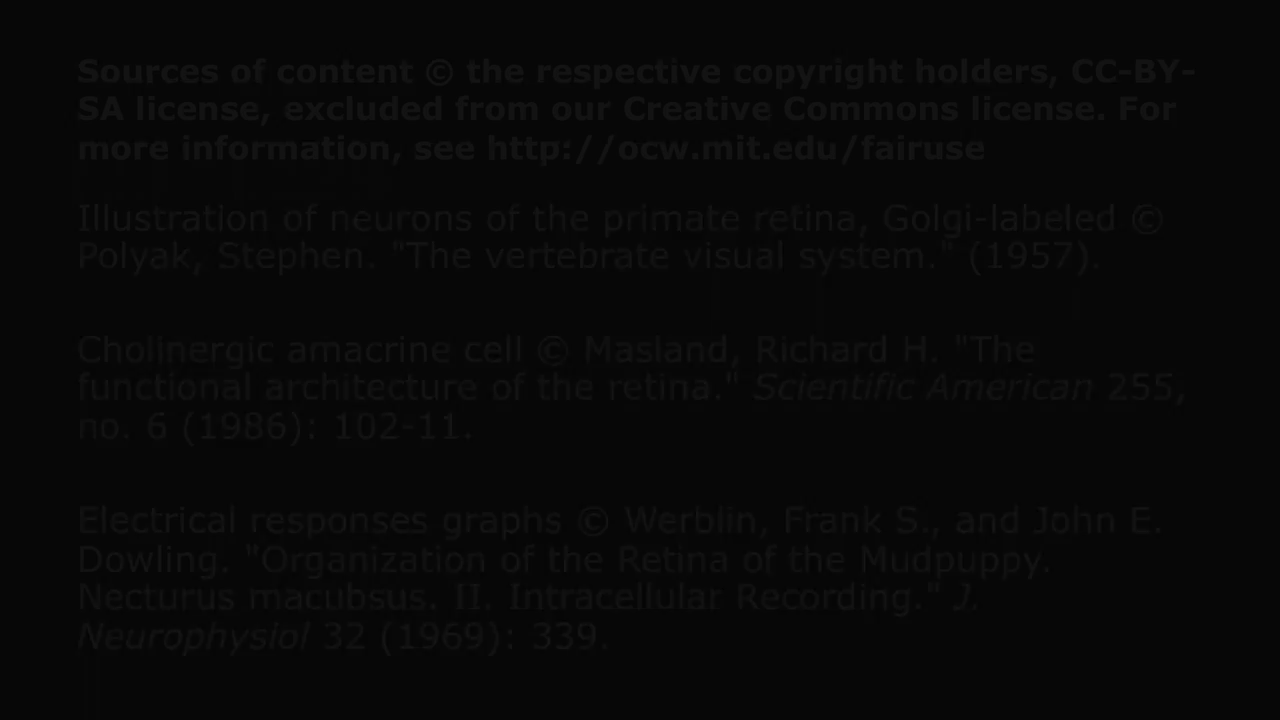 Sources of content © the respective copyright holders, CC-BY-
SA license, excluded from our Creative Commons license. For
more information, see http://ocw.mit.edu/fairuse
Illustration of neurons of the primate retina, Golgi-labeled ©
Polyak, Stephen. "The vertebrate visual system." (1957).
Cholinergic amacrine cell © Masland, Richard H. "The
functional architecture of the retina." Scientific American 255,
no. 6 (1986): 102-11.
Electrical responses graphs © Werblin, Frank S., and John E.
Dowling. "Organization of the Retina of the Mudpuppy.
Necturus macubsus. II. Intracellular Recording." J.
Neurophysiol 32 (1969): 339.